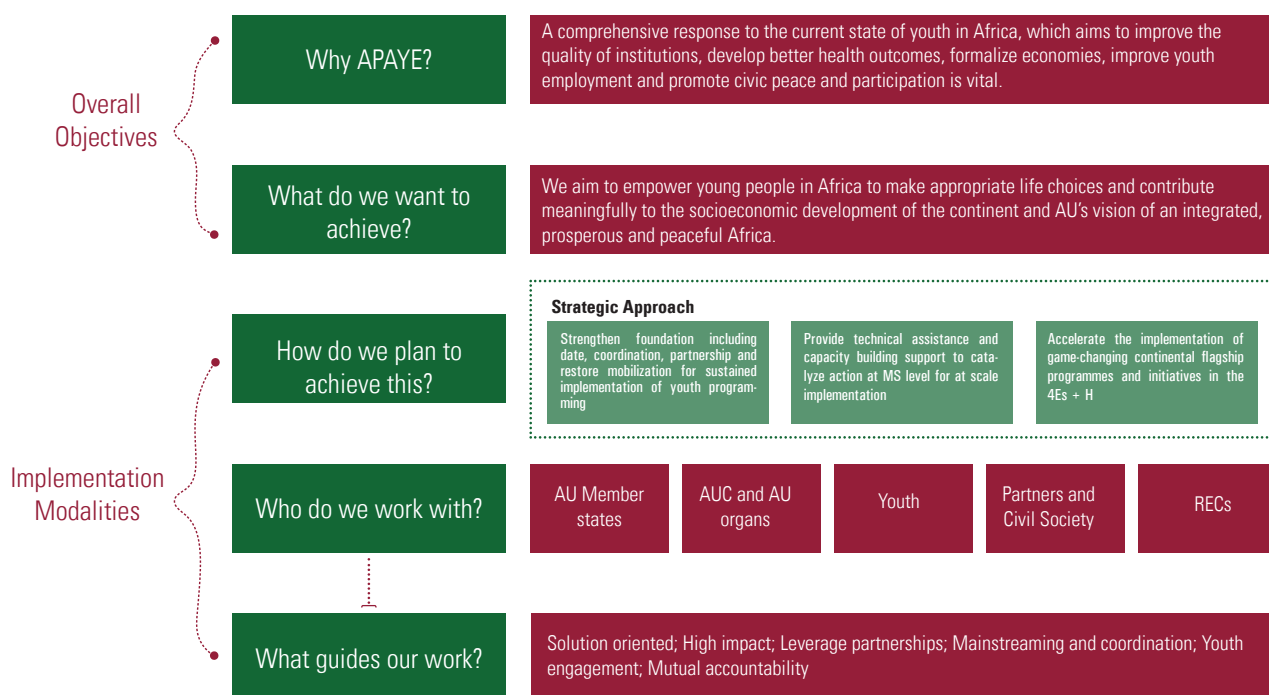 Overall
Objectives
Why APAYE?
A comprehensive response to the current state of youth in Africa, which aims to improve the
quality of institutions, develop better health outcomes, formalize economies, improve youth
employment and promote civic peace and participation is vital.
What do we want to
achieve?
We aim to empower young people in Africa to make appropriate life choices and contribute
meaningfully to the socioeconomic development of the continent and AU's vision of an integrated,
prosperous and peaceful Africa.
Implementation
Modalities
How do we plan to
achieve this?
Strategic Approach
Strengthen foundation including
date, coordination, partnership and
restore mobilization for sustained
implementation of youth program-
ming
Provide technical assistance and
capacity building support to cata-
lyze action at MS level for at scale
implementation
Accelerate the implementation of
game-changing continental flagship
programmes and initiatives in the
4Es + H
Who do we work with?
AU Member
states
AUC and AU
organs
Youth
Partners and
Civil Society
RECs
What guides our work?
Solution oriented; High impact; Leverage partnerships; Mainstreaming and coordination; Youth
engagement; Mutual accountability